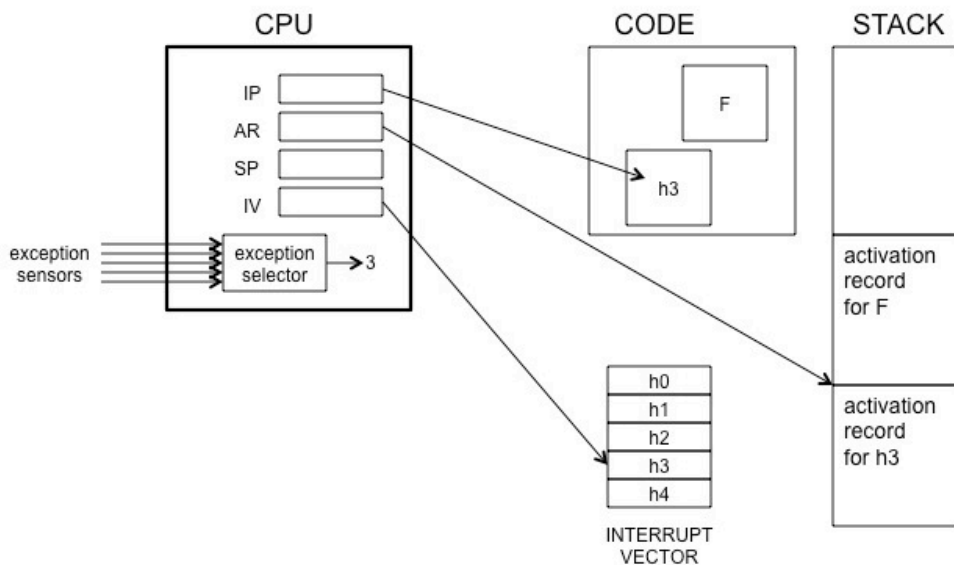 CPU
CODE
STACK
IP
AR
SP
IV
F
h3
exception
sensors
exception
selector
3
activation
record
for F
h0
h1
h2
h3
h4
activation
record
for h3
INTERRUPT
VECTOR